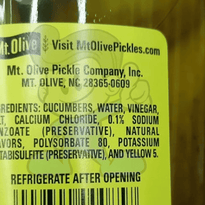 Mt.Olive Visit MtOlivePickles.com
Mt. Olive Pickle Company, Inc.
MT. OLIVE, NC 28365-0609
REDIENTS: CUCUMBERS, WATER, VINEGAR,
T, CALCIUM CHLORIDE, 0.1% SODIUM
NZOATE (PRESERVATIVE), NATURAL
AVORS, POLYSORBATE 80, POTASSIUM
TABISULFITE (PRESERVATIVE), AND YELLOW 5.
REFRIGERATE AFTER OPENING